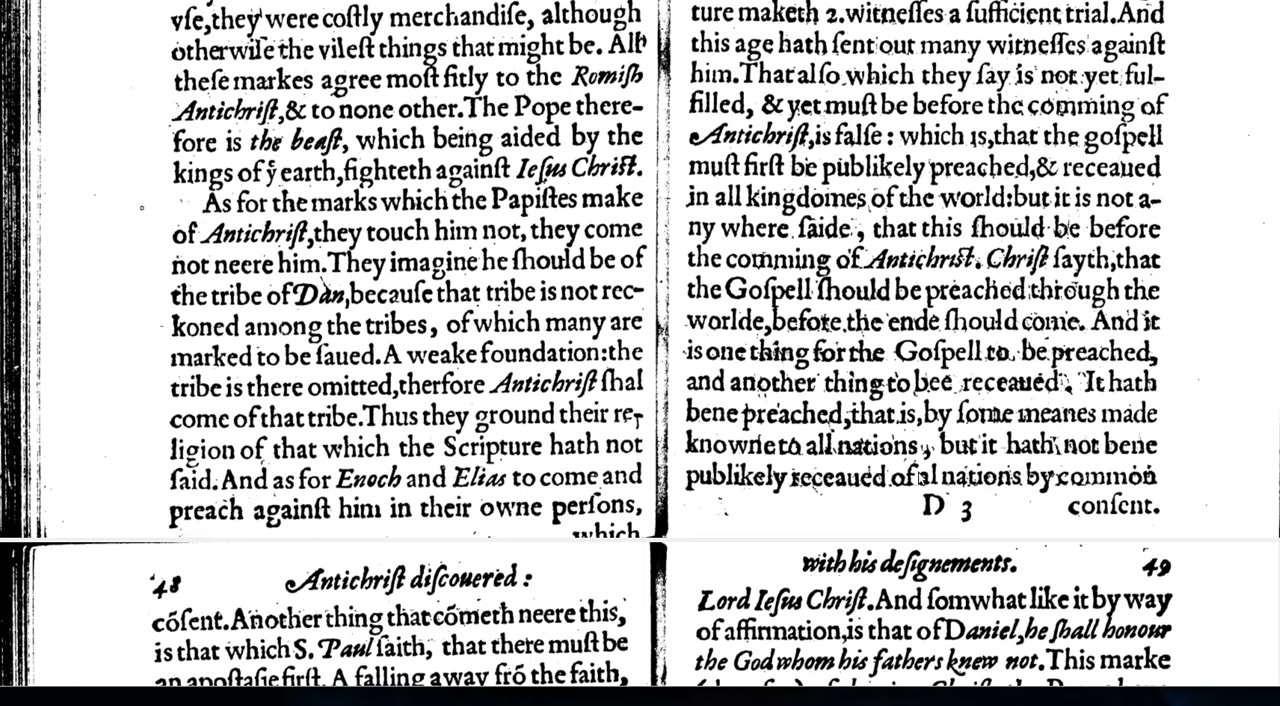 vſe,they were coſtly merchandiſe, although
otherwiſe the vileſt things that might be. All
theſe markes agree moſt fitly to the Romiſh
Antichriſt,& to none other.The Pope there-
fore is the beaſt, which being aided by the
kings of yͤ earth,fighteth againſt Ieſus Chriſt.
As for the marks which the Papiſtes make
of Antichriſt,they touch him not, they come
not neere him.They imagine he ſhould be of
the tribe of Dan,becauſe that tribe is not rec-
koned among the tribes, of which many are
marked to be ſaued.A weake foundation:the
tribe is there omitted,therfore Antichriſt ſhal
come of that tribe.Thus they ground their re-
ligion of that which the Scripture hath not
ſaid.And as for Enoch and Elias to come and
preach againſt him in their owne perſons,
which
ture maketh 2.witneſſes a ſufficient trial.And
this age hath ſent out many witneſſes againſt
him.That alſo which they ſay is not yet ful-
filled, & yet muſt be before the comming of
Antichriſt,is falſe : which is,that the goſpell
muſt firſt be publikely preached,& receaued
in all kingdomes of the world:but it is not a-
ny where ſaide , that this ſhould be before
the comming of Antichriſt. Chriſt ſayth,that
the Goſpell ſhould be preached through the
worlde,before the ende ſhould come. And it
is one thing for the Goſpell to be preached,
and another thing to bee receaued. It hath
bene preached,that is,by ſome meanes made
knowne to all nations, but it hath not bene
publikely receaued of al nations by common
D 3 conſent.
48 Antichriſt diſcouered :
cõſent.Another thing that cõmeth neere this,
is that which S. Paul ſaith, that there muſt be
an apoſtaſie firſt. A falling away frõ the faith,
with his deſignements. 49
Lord Ieſus Chriſt.And ſomwhat like it by way
of affirmation,is that of Daniel,he ſhall honour
the God whom his fathers knew not.This marke